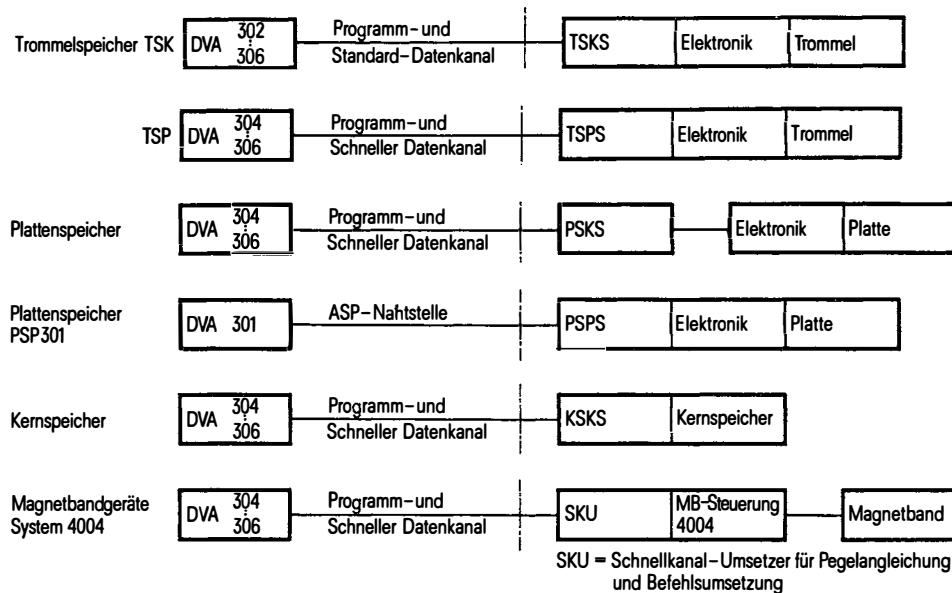 Trommelspeicher TSK DVA 302 ⋮ 306 Programm-und Standard-Datenkanal TSKS Elektronik Trommel
TSP DVA 304 ⋮ 306 Programm-und Schneller Datenkanal TSPS Elektronik Trommel
Plattenspeicher DVA 304 ⋮ 306 Programm-und Schneller Datenkanal PSKS Elektronik Platte
Plattenspeicher PSP301 DVA 301 ASP-Nahtstelle PSPS Elektronik Platte
Kernspeicher DVA 304 ⋮ 306 Programm-und Schneller Datenkanal KSKS Kernspeicher
Magnetbandgeräte System 4004 DVA 304 ⋮ 306 Programm-und Schneller Datenkanal SKU MB-Steuerung 4004 Magnetband
SKU = Schnellkanal-Umsetzer für Pegelangleichung
und Befehlsumsetzung